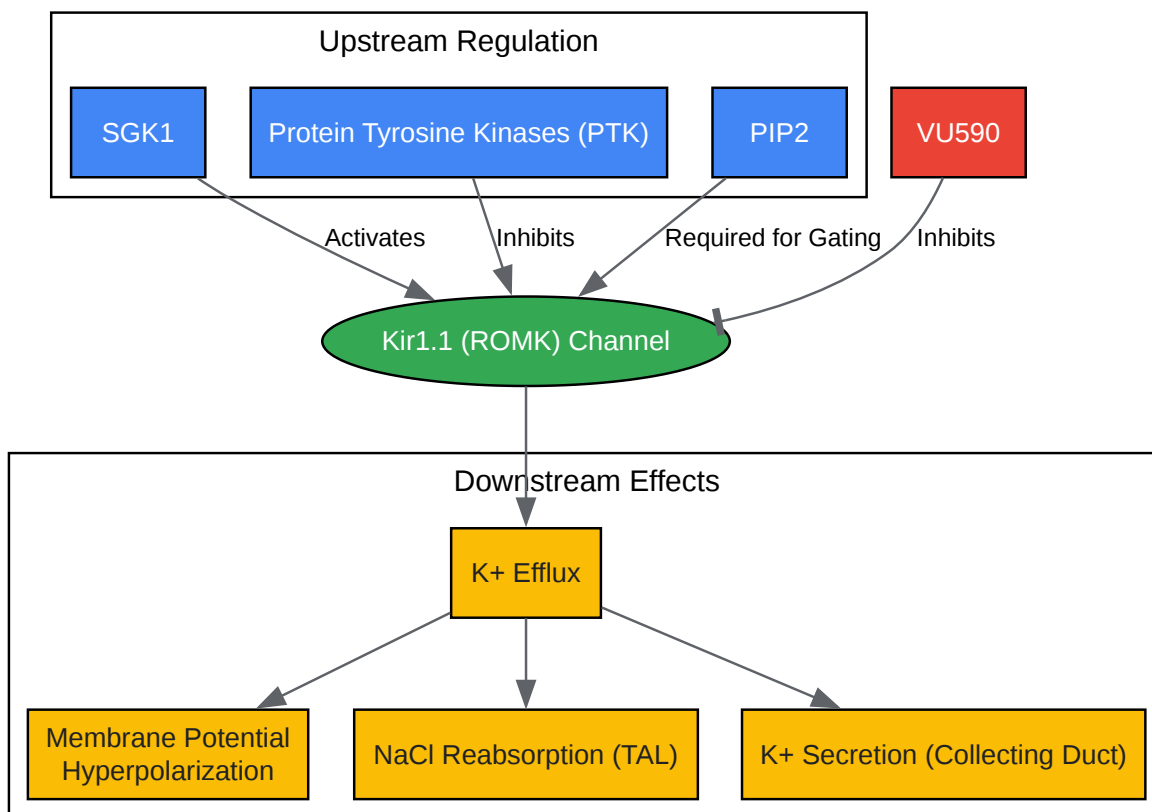 Upstream Regulation
SGK1
Protein Tyrosine Kinases (PTK)
PIP2
VU590
Activates
Inhibits
Required for Gating
Inhibits
Kir1.1 (ROMK) Channel
Downstream Effects
K+ Efflux
Membrane Potential
Hyperpolarization
NaCl Reabsorption (TAL)
K+ Secretion (Collecting Duct)